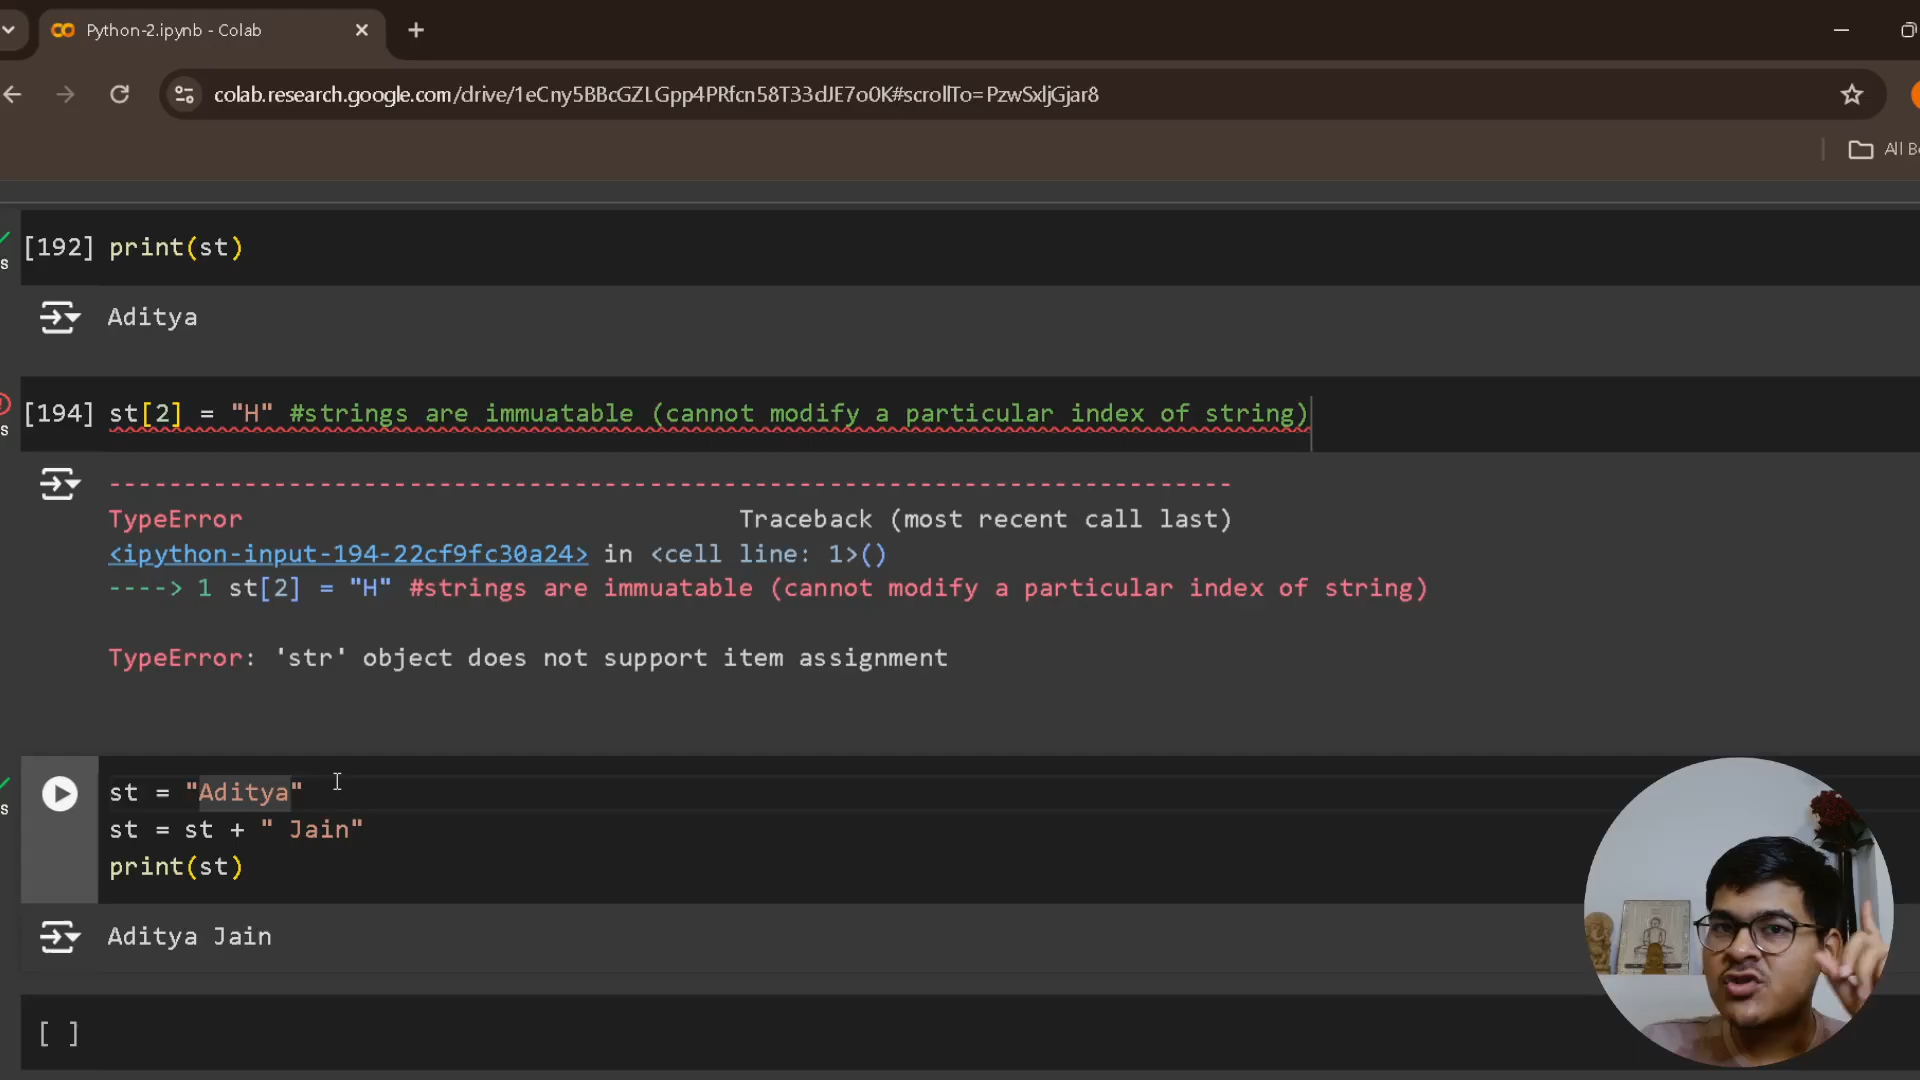 Python-2.ipynb - Colab
colab.research.google.com/drive/1eCny5BBcGZLGpp4PRfcn58T33dJE7o0K#scrollTo=PzwSxljGjar8
All B
[192] print(st)
s
Aditya
[194] st[2] = "H" #strings are immuatable (cannot modify a particular index of string)
s
---------------------------------------------------------------------------
TypeError Traceback (most recent call last)
<ipython-input-194-22cf9fc30a24> in <cell line: 1>()
----> 1 st[2] = "H" #strings are immuatable (cannot modify a particular index of string)
TypeError: 'str' object does not support item assignment
st = "Aditya"
s
st = st + " Jain"
print(st)
Aditya Jain
[ ]